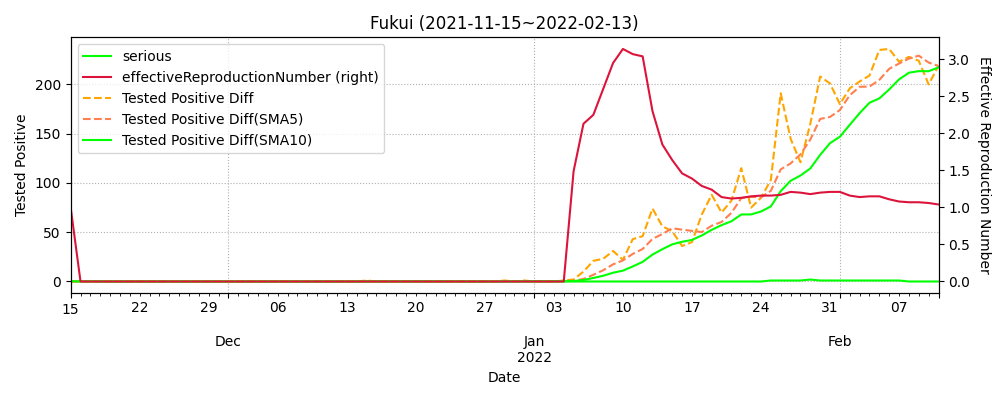 Fukui (2021-11-15~2022-02-13)
serious
effectiveReproductionNumber (right)
Tested Positive Diff
Tested Positive Diff(SMA5)
Tested Positive Diff(SMA10)
Tested Positive
200
150
100
50
0
3.0
2.5
2.0
1.5
1.0
0.5
0.0
Effective Reproduction Number
15 22 29 06 13 20 27 03 10 17 24 31 07
Dec Jan Feb
2022
Date